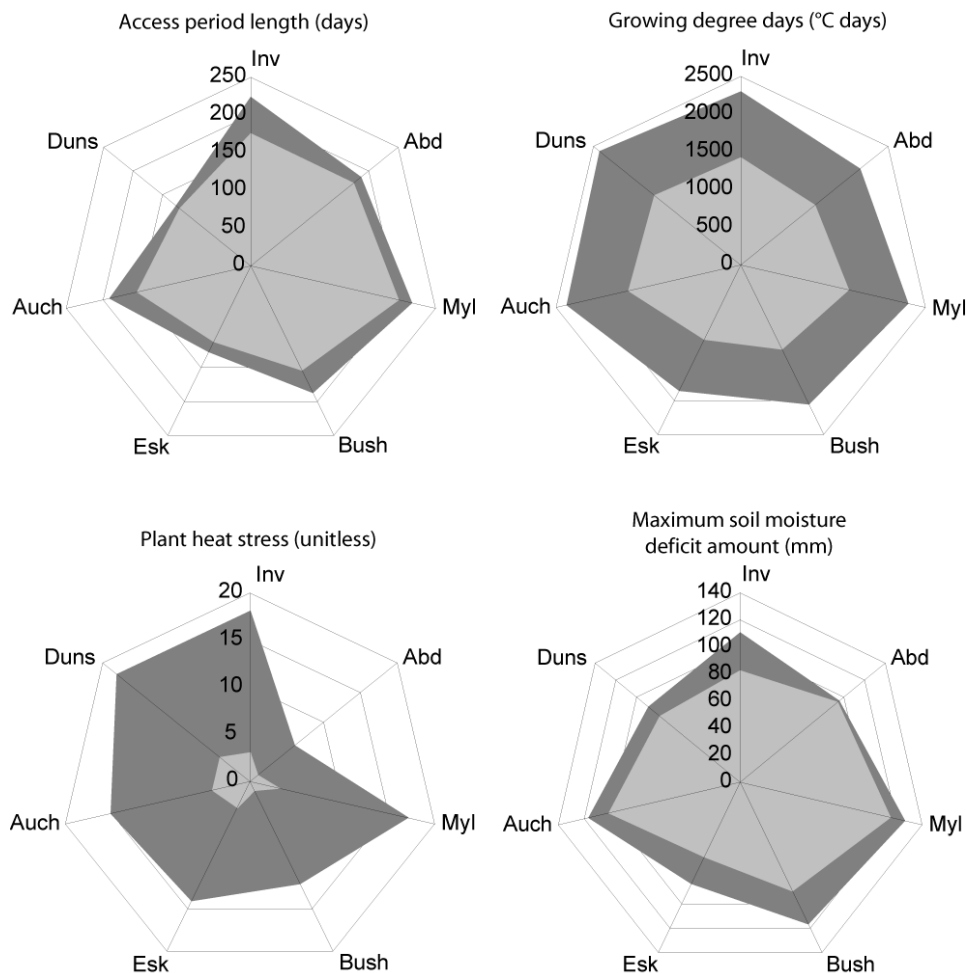 Access period length (days)
Inv
250
200
150
100
50
0
Duns
Abd
Auch
Myl
Esk
Bush
Growing degree days (°C days)
Inv
2500
2000
1500
1000
500
0
Duns
Abd
Auch
Myl
Esk
Bush
Plant heat stress (unitless)
Inv
20
15
10
5
0
Duns
Abd
Auch
Myl
Esk
Bush
Maximum soil moisture
deficit amount (mm)
Inv
140
120
100
80
60
40
20
0
Duns
Abd
Auch
Myl
Esk
Bush